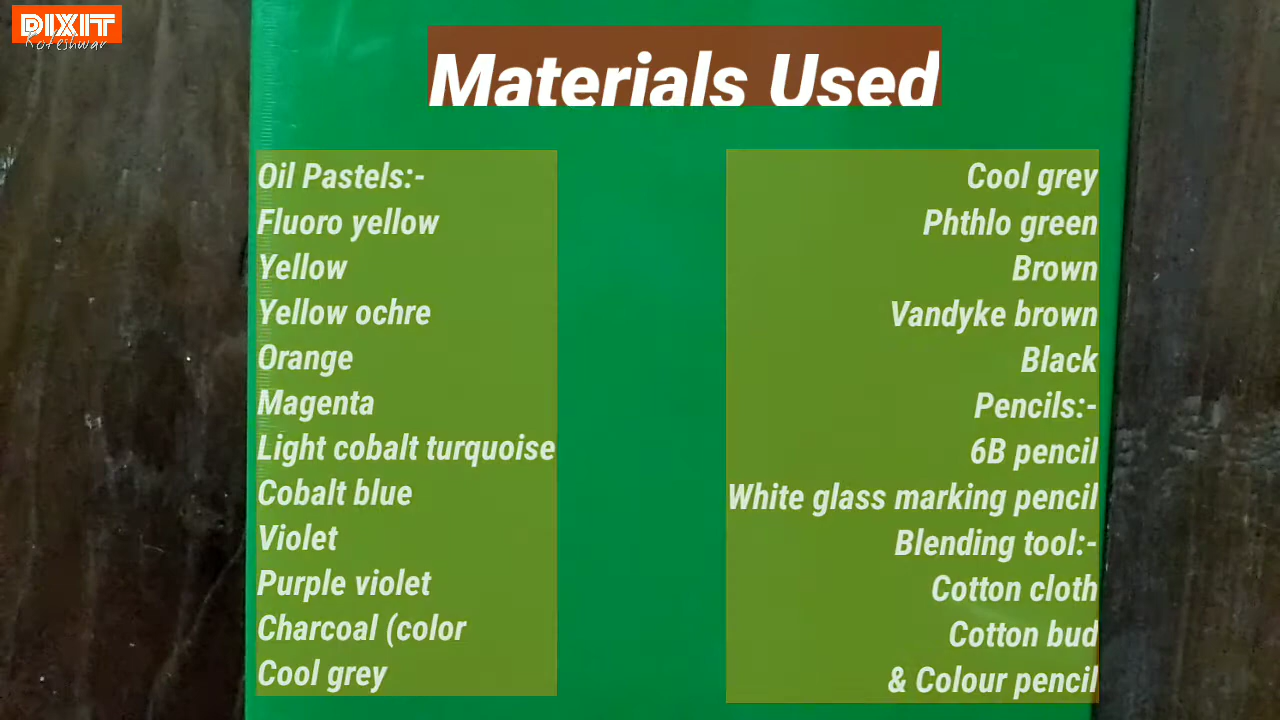 DIXIT
Koteshwar
Materials Used
Oil Pastels:-
Fluoro yellow
Yellow
Yellow ochre
Orange
Magenta
Light cobalt turquoise
Cobalt blue
Violet
Purple violet
Charcoal (color
Cool grey
Cool grey
Phthlo green
Brown
Vandyke brown
Black
Pencils:-
6B pencil
White glass marking pencil
Blending tool:-
Cotton cloth
Cotton bud
& Colour pencil